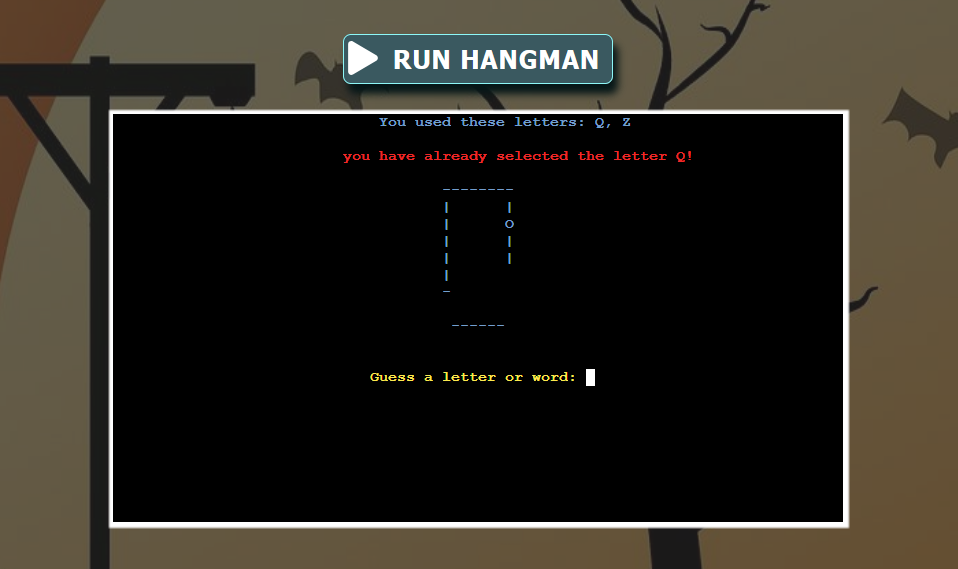 RUN HANGMAN
You used these letters: Q, Z
you have already selected the letter Q!
--------
|      |
|      O
|      |
|      |
|
-
------
Guess a letter or word: